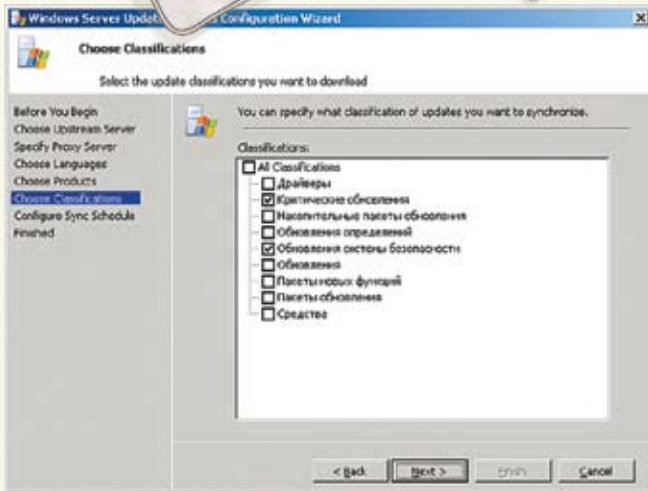 Windows Server Updat Configuration Wizard
Choose Classifications
Select the update classifications you want to download
Before You Begin
Choose Upstream Server
Specify Proxy Server
Choose Languages
Choose Products
Choose Classifications
Configure Sync Schedule
Finished
You can specify what classification of updates you want to synchronize.
Classifications:
All Classifications
Драйверы
Критические обновления
Накопительные пакеты обновления
Обновления определений
Обновления системы безопасности
Обновления
Пакеты новых функций
Пакеты обновления
Средства
< Back
Next >
Finish
Cancel